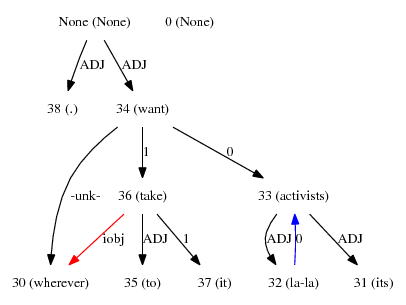 None (None) 0 (None)
ADJ ADJ
38 (.) 34 (want)
-unk- 1 0
36 (take) 33 (activists)
iobj ADJ 1 ADJ 0 ADJ
30 (wherever) 35 (to) 37 (it) 32 (la-la) 31 (its)